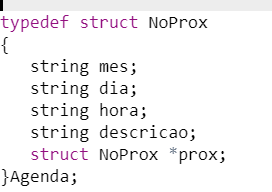 typedef struct NoProx
{
string mes;
string dia;
string hora;
string descricao;
struct NoProx *prox;
}Agenda;